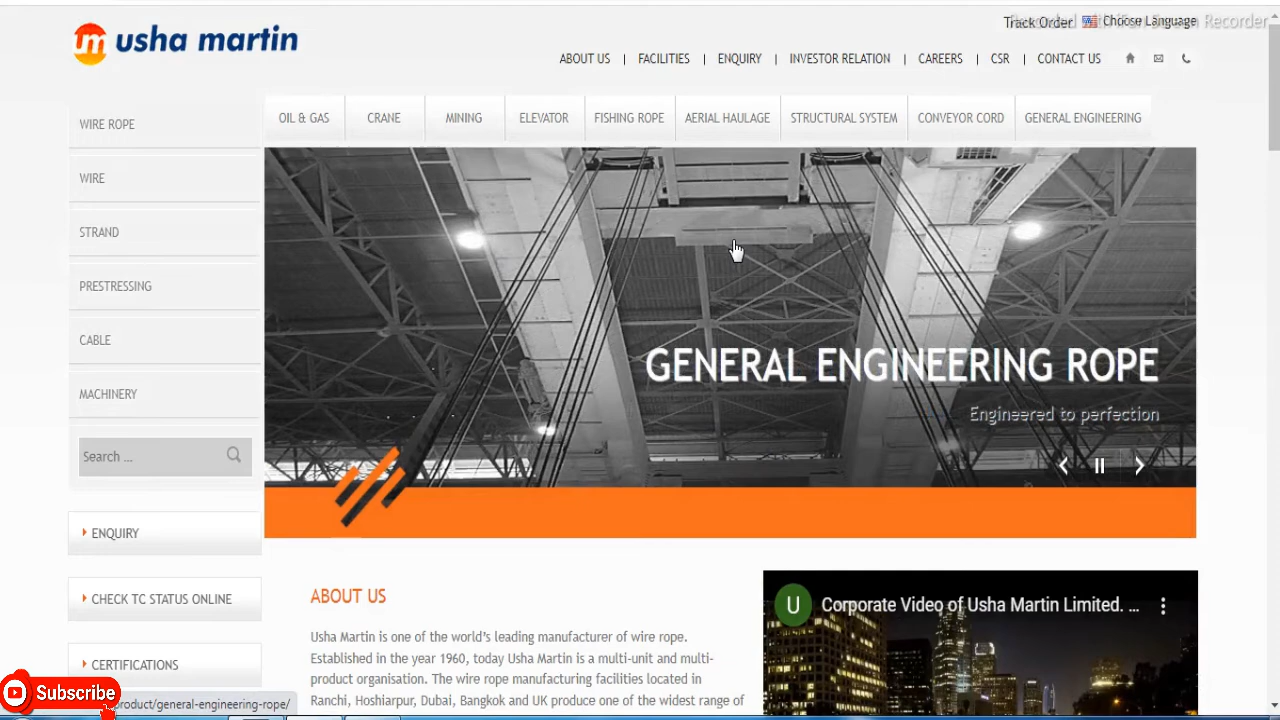 Track Order Choose Language
Screen Recorder
usha martin
ABOUT US | FACILITIES | ENQUIRY | INVESTOR RELATION | CAREERS | CSR | CONTACT US
OIL & GAS CRANE MINING ELEVATOR FISHING ROPE AERIAL HAULAGE STRUCTURAL SYSTEM CONVEYOR CORD GENERAL ENGINEERING
WIRE ROPE
WIRE
STRAND
PRESTRESSING
CABLE
MACHINERY
Search ...
ENQUIRY
CHECK TC STATUS ONLINE
CERTIFICATIONS
GENERAL ENGINEERING ROPE
Engineered to perfection
ABOUT US
Usha Martin is one of the world's leading manufacturer of wire rope.
Established in the year 1960, today Usha Martin is a multi-unit and multi-
product organisation. The wire rope manufacturing facilities located in
Ranchi, Hoshiarpur, Dubai, Bangkok and UK produce one of the widest range of
U Corporate Video of Usha Martin Limited. ...
Subscribe
product/general-engineering-rope/